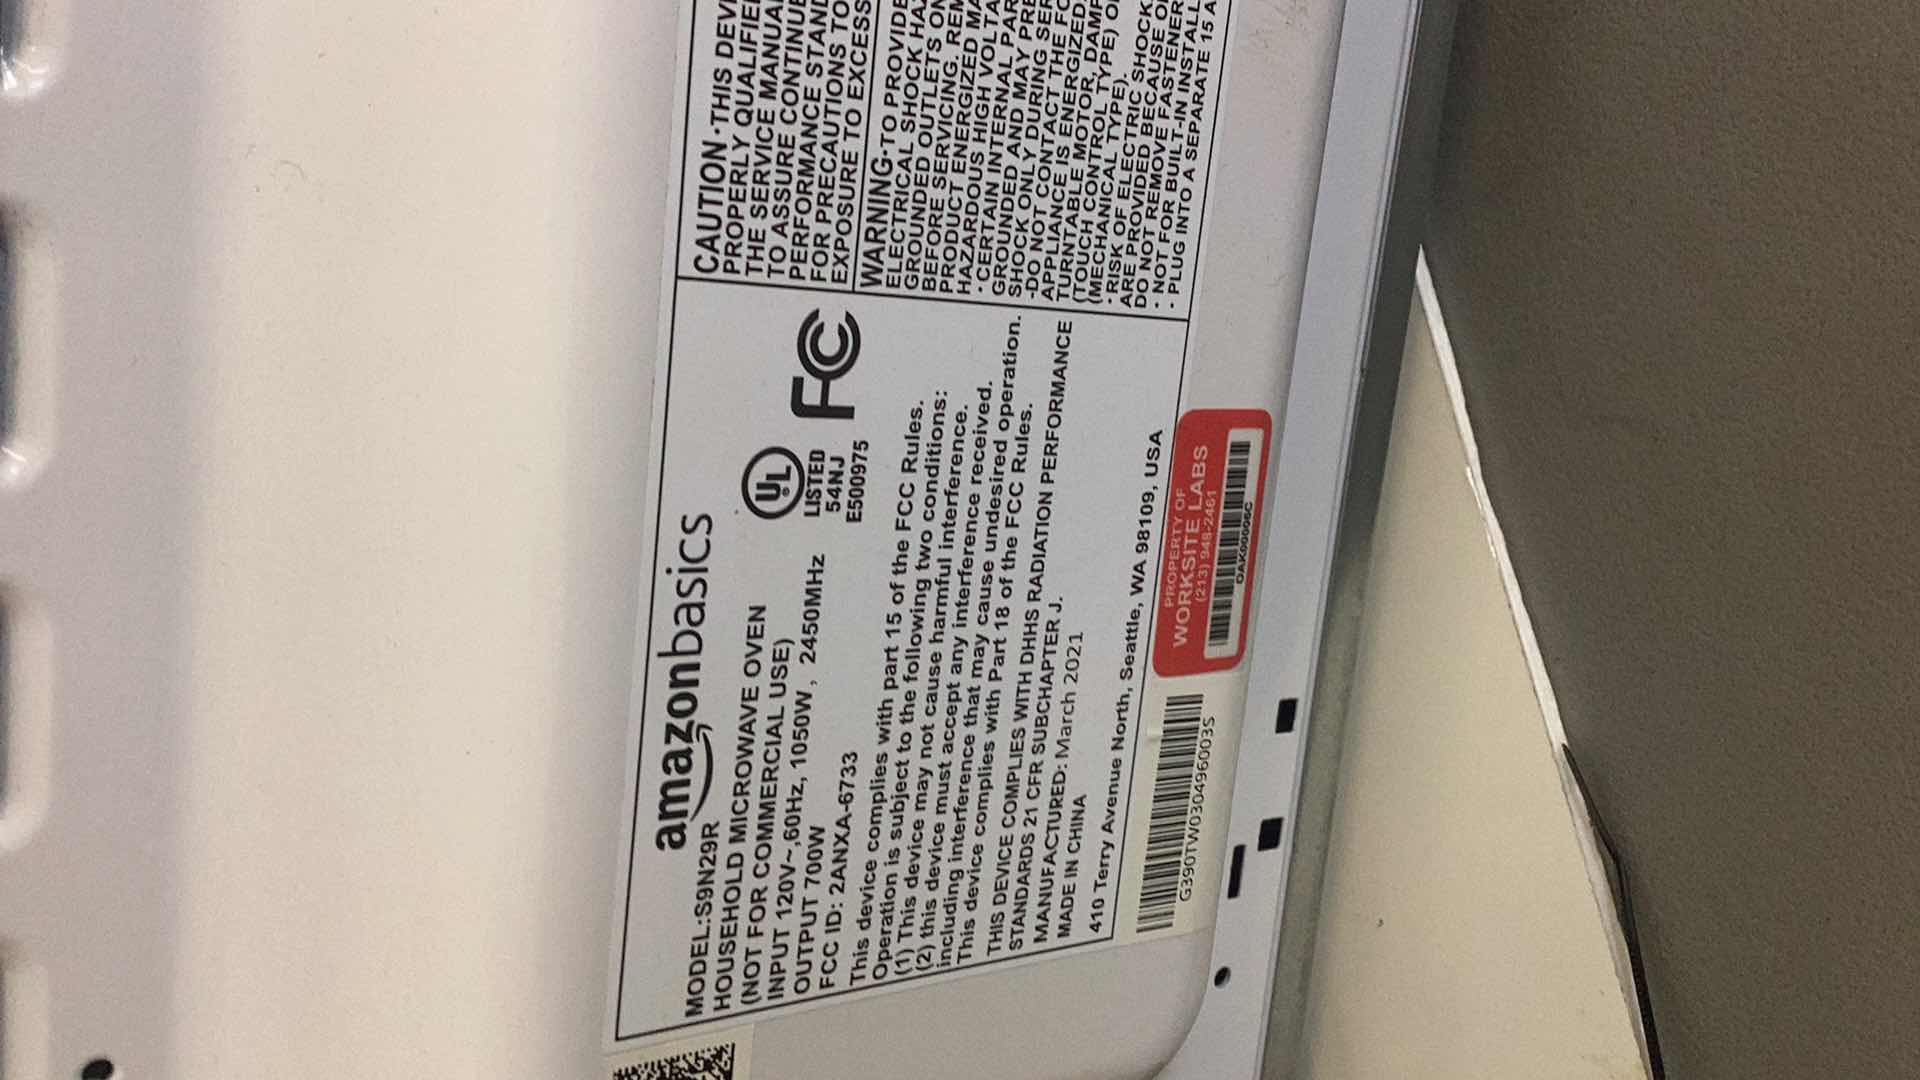 amazonbasics
MODEL:S9N29R
HOUSEHOLD MICROWAVE OVEN
(NOT FOR COMMERCIAL USE)
INPUT 120V~,60Hz, 1050W, 2450MHz
OUTPUT 700W
FCC ID: 2ANXA-6733
UL
LISTED
54NJ
E500975
FC
This device complies with part 15 of the FCC Rules.
Operation is subject to the following two conditions:
(1) This device may not cause harmful interference.
(2) this device must accept any interference received.
including interference that may cause undesired operation.
This device complies with Part 18 of the FCC Rules.
THIS DEVICE COMPLIES WITH DHHS RADIATION PERFORMANCE
STANDARDS 21 CFR SUBCHAPTER J.
MANUFACTURED: March 2021
MADE IN CHINA
410 Terry Avenue North, Seattle, WA 98109, USA
G390TW030496003S
PROPERTY OF
WORKSITE LABS
(213) 948-2461
OAK00006C
CAUTION -THIS DEVI
PROPERLY QUALIFIE
THE SERVICE MANUA
TO ASSURE CONTINUE
PERFORMANCE STAND
FOR PRECAUTIONS TO
EXPOSURE TO EXCESS
WARNING-TO PROVIDE
ELECTRICAL SHOCK HAZ
GROUNDED OUTLETS ON
BEFORE SERVICING. REM
PRODUCT ENERGIZED MA
HAZARDOUS HIGH VOLTA
· CERTAIN INTERNAL PAR
GROUNDED AND MAY PRE
SHOCK ONLY DURING SER
-DO NOT CONTACT THE FO
APPLIANCE IS ENERGIZED.
TURNTABLE MOTOR, DAMP
(TOUCH CONTROL TYPE) O
(MECHANICAL TYPE).
· RISK OF ELECTRIC SHOCK.
ARE PROVIDED BECAUSE O
DO NOT REMOVE FASTENER
· NOT FOR BUILT-IN INSTALL
· PLUG INTO A SEPARATE 15 A